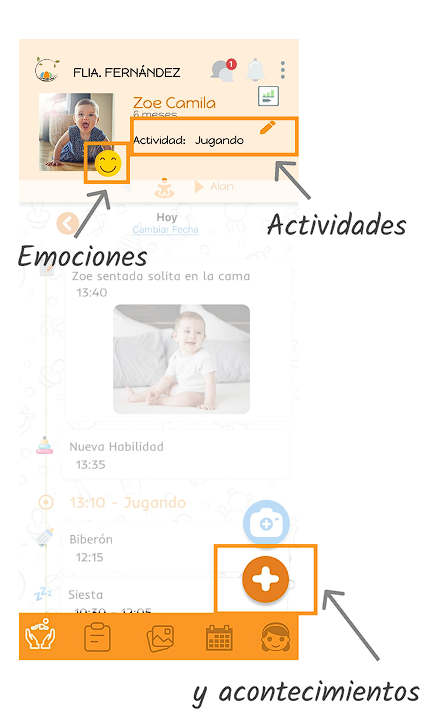 FLIA. FERNÁNDEZ
1
Zoe Camila
6 meses
Actividad: Jugando
Alan
Hoy
Cambiar Fecha
Actividades
Emociones
Zoe sentada solita en la cama
13:40
Nueva Habilidad
13:35
13:10 - Jugando
Biberón
12:15
Siesta
10:30 - 12:05
y acontecimientos